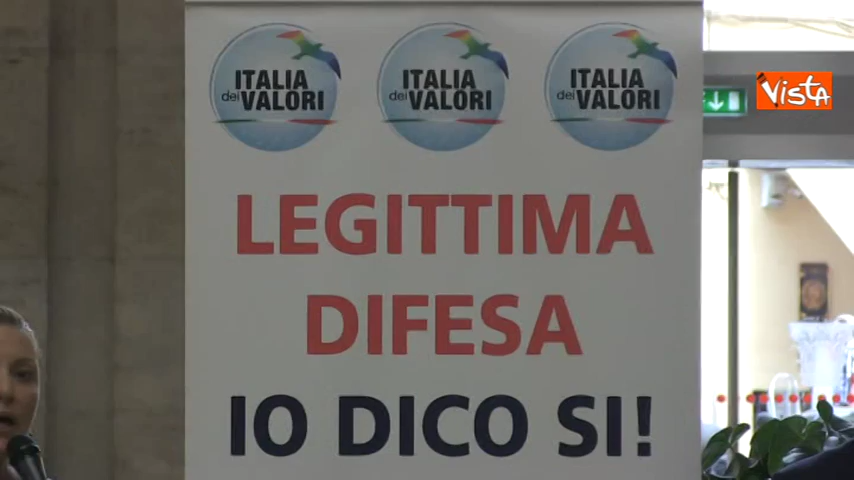 ITALIA
dei VALORI
ITALIA
dei VALORI
ITALIA
dei VALORI
VISTA
LEGITTIMA
DIFESA
IO DICO SI!